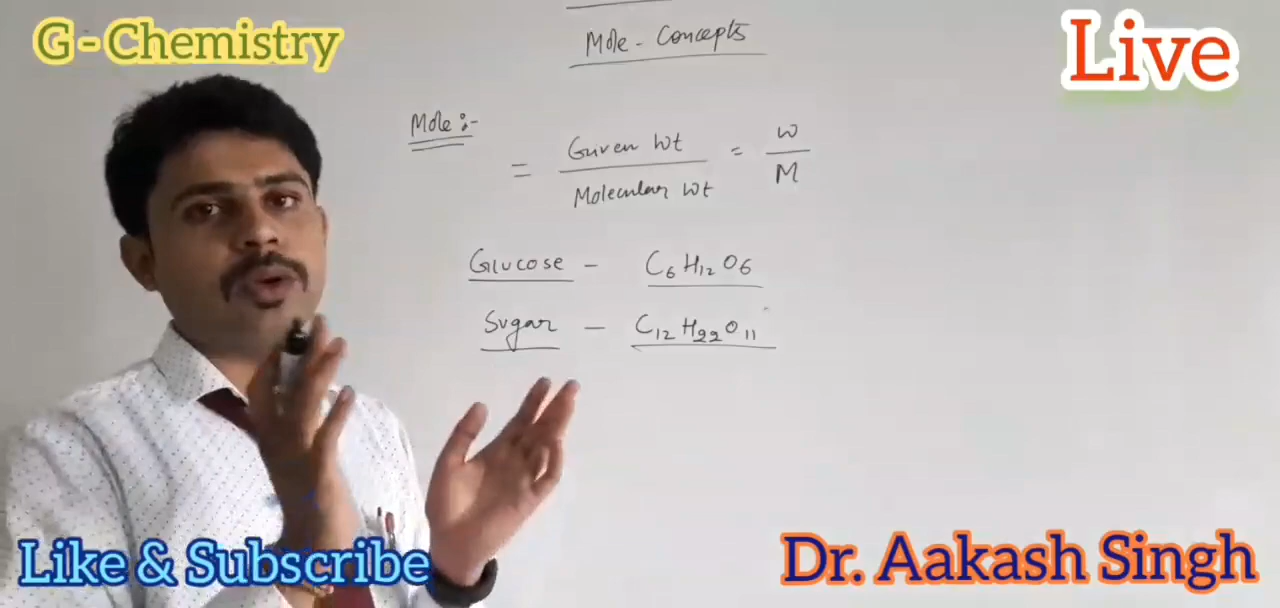 G - Chemistry
Live
Mole - Concepts
Mole :-
= Given Wt / Molecular Wt = W / M
Glucose - C6H12O6
Sugar - C12H22O11
Like & Subscribe
Dr. Aakash Singh